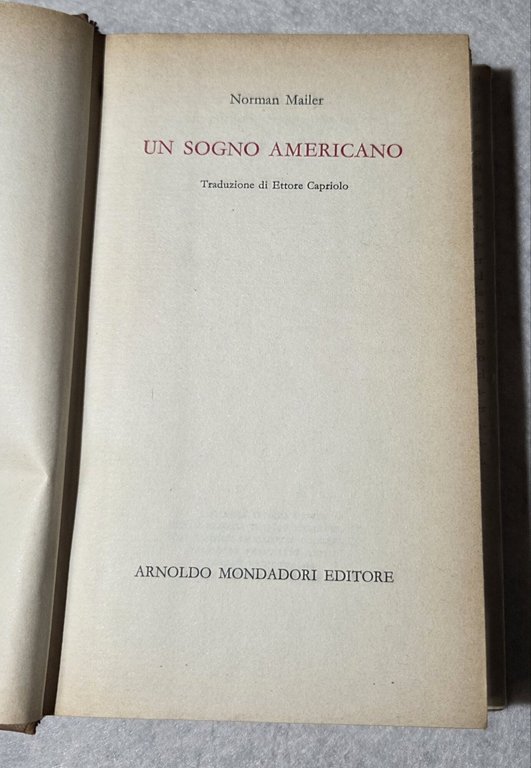 Norman Mailer
UN SOGNO AMERICANO
Traduzione di Ettore Capriolo
ARNOLDO MONDADORI EDITORE